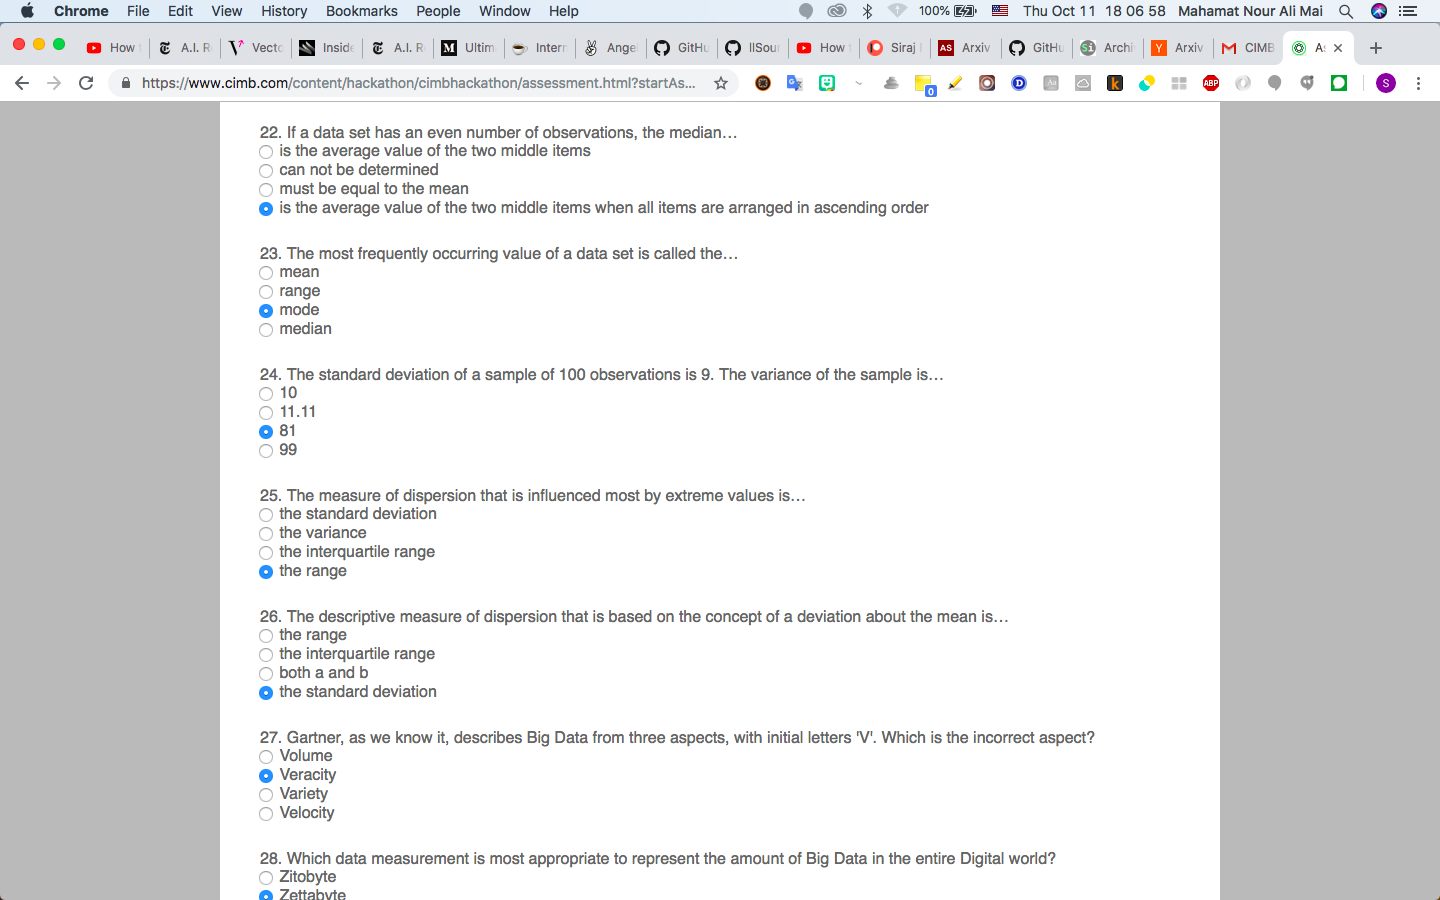 Chrome File Edit View History Bookmarks People Window Help 100% Thu Oct 11 18 06 58 Mahamat Nour Ali Mai
How A.I. R Vecto Inside A.I. R Ultim Intern Ange GitHu IlSou How Siraj Arxiv GitHu Archi Arxiv CIMB As
https://www.cimb.com/content/hackathon/cimbhackathon/assessment.html?startAs...
22. If a data set has an even number of observations, the median…
is the average value of the two middle items
can not be determined
must be equal to the mean
is the average value of the two middle items when all items are arranged in ascending order
23. The most frequently occurring value of a data set is called the…
mean
range
mode
median
24. The standard deviation of a sample of 100 observations is 9. The variance of the sample is…
10
11.11
81
99
25. The measure of dispersion that is influenced most by extreme values is…
the standard deviation
the variance
the interquartile range
the range
26. The descriptive measure of dispersion that is based on the concept of a deviation about the mean is…
the range
the interquartile range
both a and b
the standard deviation
27. Gartner, as we know it, describes Big Data from three aspects, with initial letters 'V'. Which is the incorrect aspect?
Volume
Veracity
Variety
Velocity
28. Which data measurement is most appropriate to represent the amount of Big Data in the entire Digital world?
Zitobyte
Zettabyte